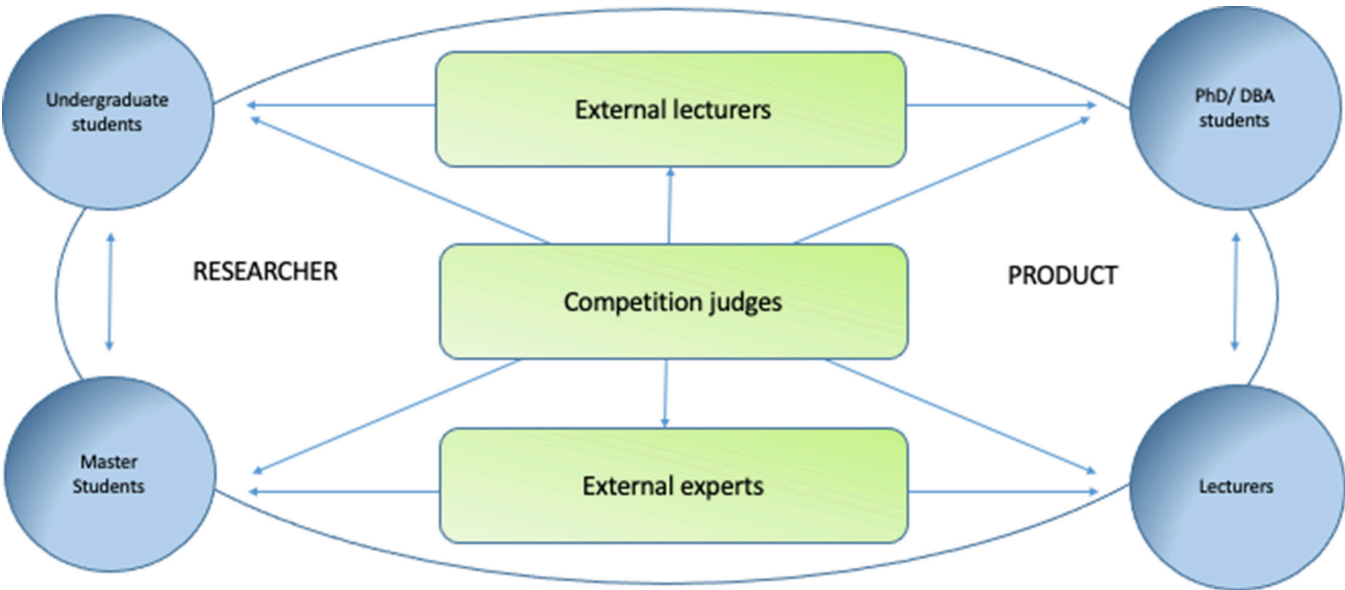 Undergraduate
students
External lecturers
PhD/ DBA
students
RESEARCHER
Competition judges
PRODUCT
Master
Students
External experts
Lecturers